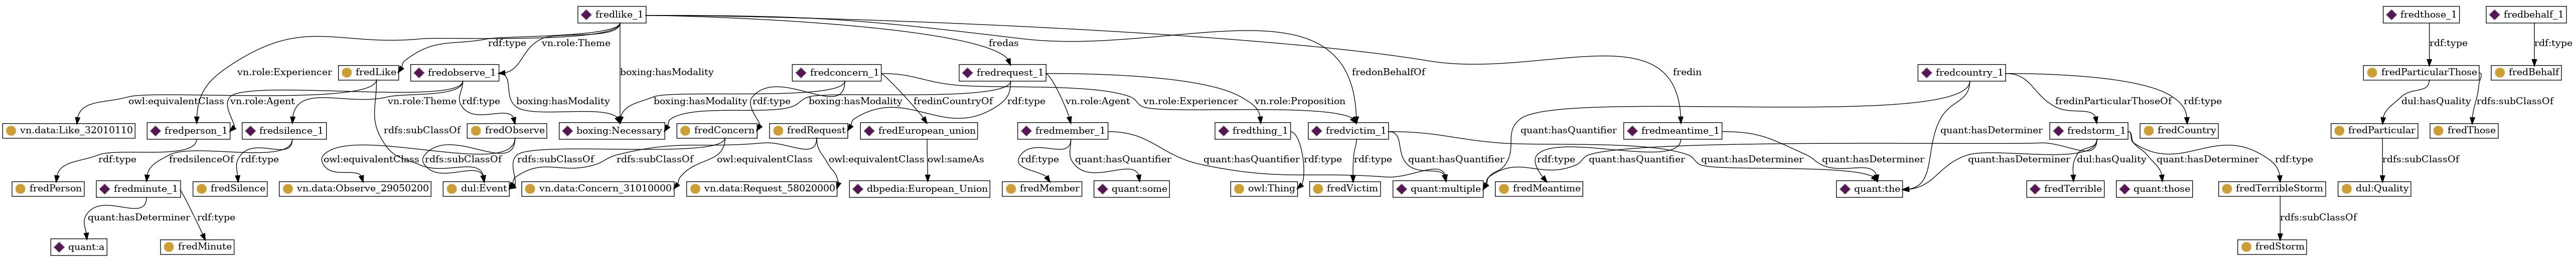 fredlike_1 fredthose_1 fredbehalf_1
rdf:type vn.role:Theme fredas rdf:type rdf:type
vn.role:Experiencer fredLike fredobserve_1 boxing:hasModality fredconcern_1 fredrequest_1 fredonBehalfOf fredin fredcountry_1 fredParticularThose fredBehalf
owl:equivalentClass vn.role:Agent vn.role:Theme rdf:type boxing:hasModality boxing:hasModality rdf:type boxing:hasModality fredinCountryOf rdf:type vn.role:Agent vn.role:Experiencer vn.role:Proposition quant:hasQuantifier fredinParticularThoseOf rdf:type dul:hasQuality rdfs:subClassOf
vn.data:Like_32010110 fredperson_1 fredsilence_1 rdfs:subClassOf fredObserve boxing:Necessary fredConcern fredRequest fredEuropean_union fredmember_1 fredthing_1 fredvictim_1 fredmeantime_1 quant:hasDeterminer fredstorm_1 fredCountry fredParticular fredThose
rdf:type fredsilenceOf rdf:type owl:equivalentClass rdfs:subClassOf rdfs:subClassOf rdfs:subClassOf owl:equivalentClass owl:equivalentClass owl:sameAs rdf:type quant:hasQuantifier quant:hasQuantifier rdf:type rdf:type quant:hasQuantifier rdf:type quant:hasQuantifier quant:hasDeterminer quant:hasDeterminer quant:hasDeterminer dul:hasQuality quant:hasQuantifier rdf:type rdfs:subClassOf
fredPerson fredminute_1 fredSilence vn.data:Observe_29050200 dul:Event vn.data:Concern_31010000 vn.data:Request_58020000 dbpedia:European_Union fredMember quant:some owl:Thing fredVictim quant:multiple fredMeantime quant:the fredTerrible quant:those fredTerribleStorm dul:Quality
quant:hasDeterminer rdf:type rdfs:subClassOf
quant:a fredMinute fredStorm